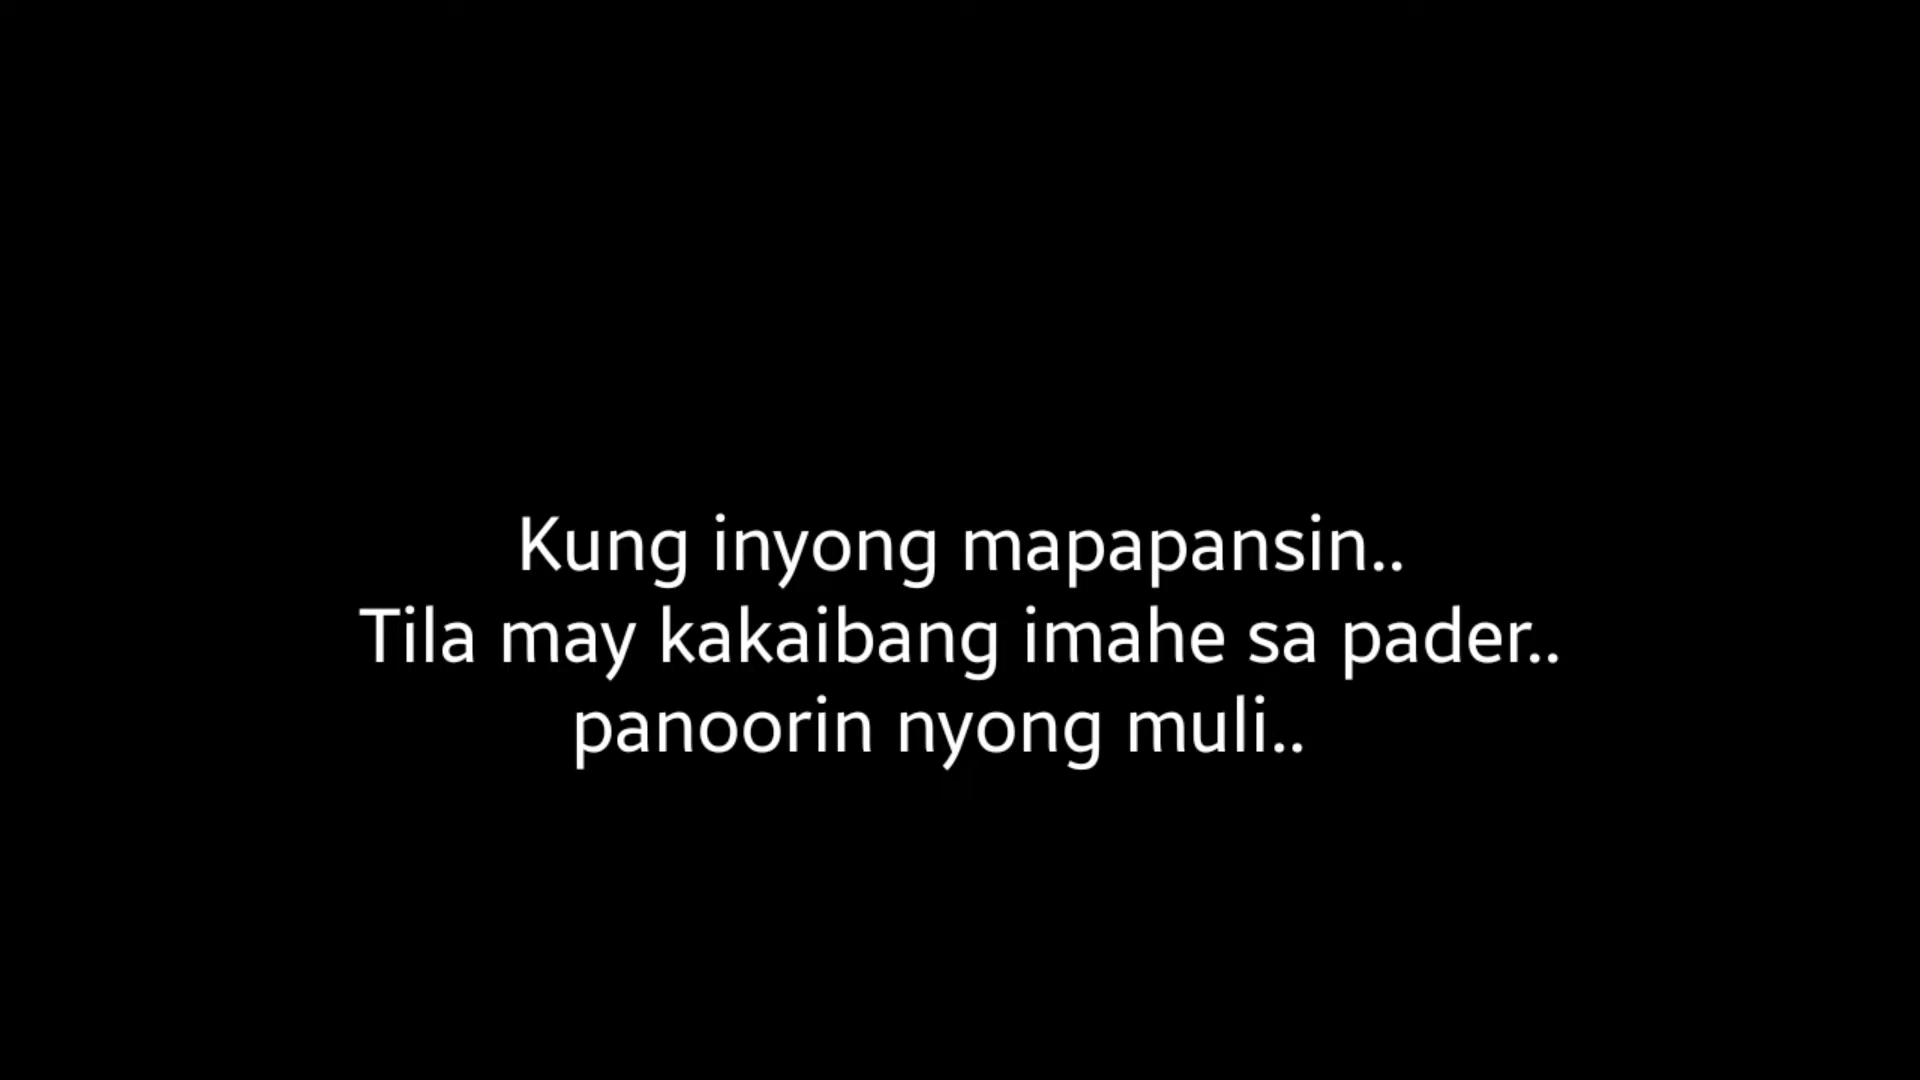 Kung inyong mapapansin..
Tila may kakaibang imahe sa pader..
panoorin nyong muli..